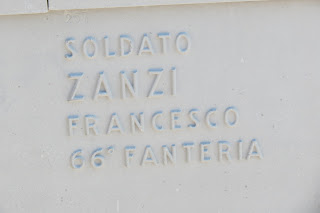 SOLDATO
ZANZI
FRANCESCO
66° FANTERIA